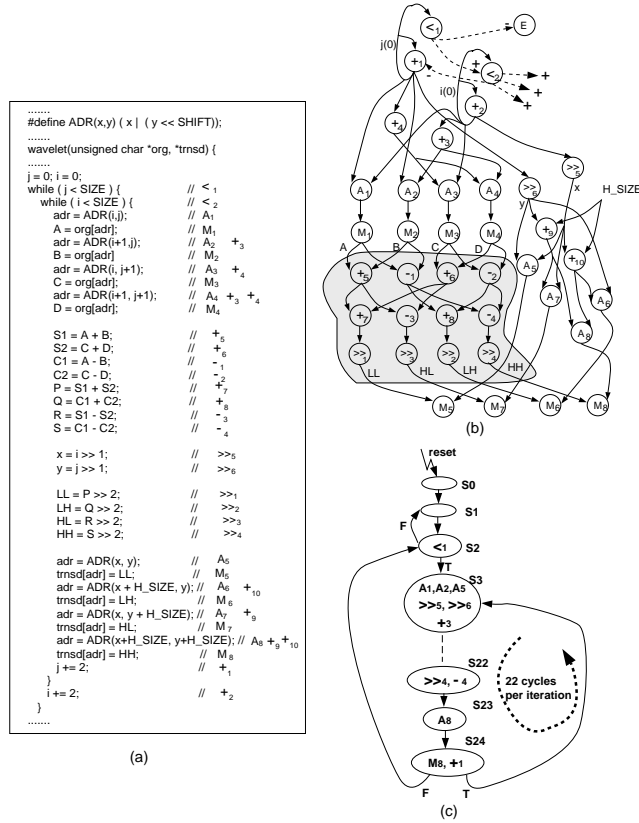 .......
#define ADR(x,y) ( x | ( y << SHIFT));
.......
wavelet(unsigned char *org, *trnsd) {
.......
j = 0; i = 0;
while ( j < SIZE ) { // < 1
while ( i < SIZE ) { // < 2
adr = ADR(i,j); // A1
A = org[adr]; // M1
adr = ADR(i+1,j); // A2 +3
B = org[adr] // M2
adr = ADR(i, j+1); // A3 +4
C = org[adr]; // M3
adr = ADR(i+1, j+1); // A4 +3 +4
D = org[adr]; // M4
S1 = A + B; // +5
S2 = C + D; // +6
C1 = A - B; // -1
C2 = C - D; // -2
P = S1 + S2; // +7
Q = C1 + C2; // +8
R = S1 - S2; // -3
S = C1 - C2; // -4
x = i >> 1; // >>5
y = j >> 1; // >>6
LL = P >> 2; // >>1
LH = Q >> 2; // >>2
HL = R >> 2; // >>3
HH = S >> 2; // >>4
adr = ADR(x, y); // A5
trnsd[adr] = LL; // M5
adr = ADR(x + H_SIZE, y); // A6 +10
trnsd[adr] = LH; // M6
adr = ADR(x, y + H_SIZE); // A7 +9
trnsd[adr] = HL; // M7
adr = ADR(x+H_SIZE, y+H_SIZE); // A8 +9 +10
trnsd[adr] = HH; // M8
j += 2; // +1
}
i += 2; // +2
}
.......
(a)
<1 - E
j(0)
+1 - + <2 + + +
i(0)
+2
+4 +3
>>5
x
A1 A2 A3 A4 >>6 H_SIZE
y +9
M1 M2 M3 M4
A B C D A5 +10
+5 -1 +6 -2 A7 A6
+7 -3 +8 -4 A8
>>1 >>3 >>2 >>4
LL HL LH HH
M5 M7 M6 M8
(b)
reset
S0
S1
F
<1 S2
T
S3
A1,A2,A5
>>5, >>6
+3
S22
>>4, -4
22 cycles
per iteration
S23
A8
S24
M8, +1
F T
(c)